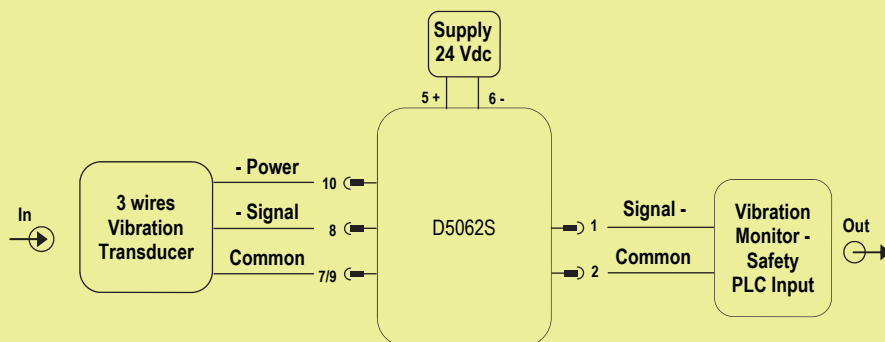 Supply
24 Vdc
5 + 6 -
- Power
10
3 wires
Vibration
Transducer
In
- Signal
8
Common
7/9
D5062S
Signal -
1
Common
2
Vibration
Monitor -
Safety
PLC Input
Out